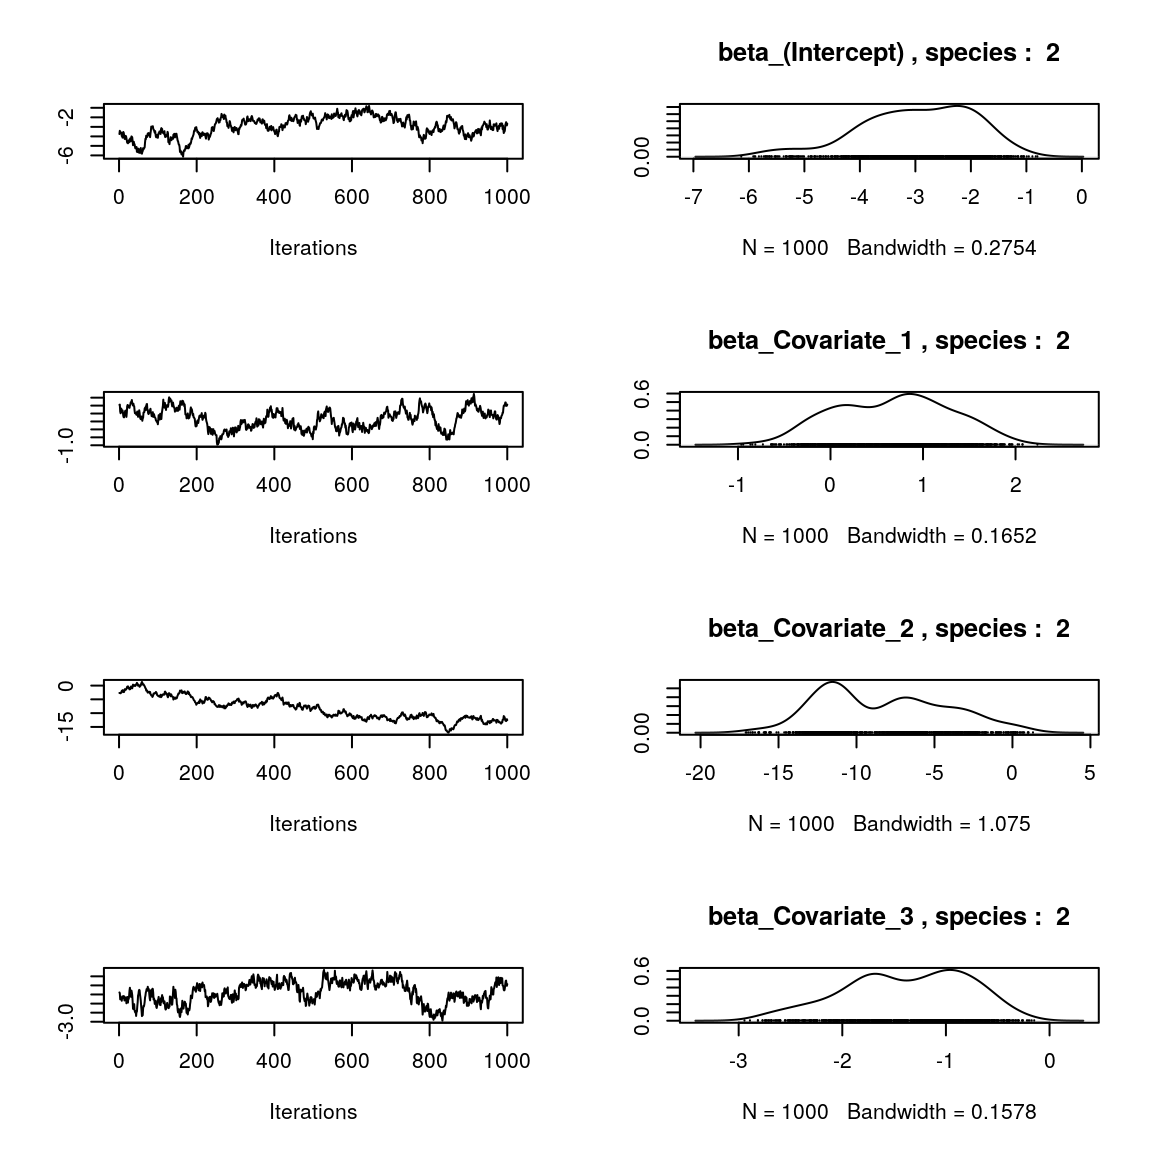 beta_(Intercept) , species :  2
-6 -2
0 200 400 600 800 1000
Iterations
0.00
-7 -6 -5 -4 -3 -2 -1 0
N = 1000   Bandwidth = 0.2754
beta_Covariate_1 , species :  2
-1.0
0 200 400 600 800 1000
Iterations
0.0 0.6
-1 0 1 2
N = 1000   Bandwidth = 0.1652
beta_Covariate_2 , species :  2
-15 0
0 200 400 600 800 1000
Iterations
0.00
-20 -15 -10 -5 0 5
N = 1000   Bandwidth = 1.075
beta_Covariate_3 , species :  2
-3.0
0 200 400 600 800 1000
Iterations
0.0 0.6
-3 -2 -1 0
N = 1000   Bandwidth = 0.1578